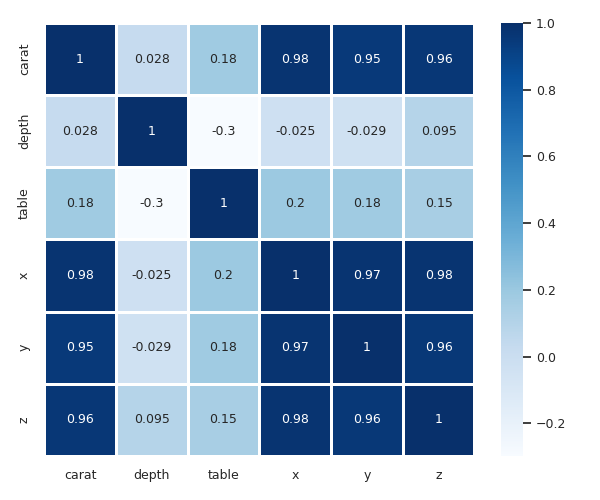 carat 1 0.028 0.18 0.98 0.95 0.96
depth 0.028 1 -0.3 -0.025 -0.029 0.095
table 0.18 -0.3 1 0.2 0.18 0.15
x 0.98 -0.025 0.2 1 0.97 0.98
y 0.95 -0.029 0.18 0.97 1 0.96
z 0.96 0.095 0.15 0.98 0.96 1
carat depth table x y z
1.0
0.8
0.6
0.4
0.2
0.0
−0.2